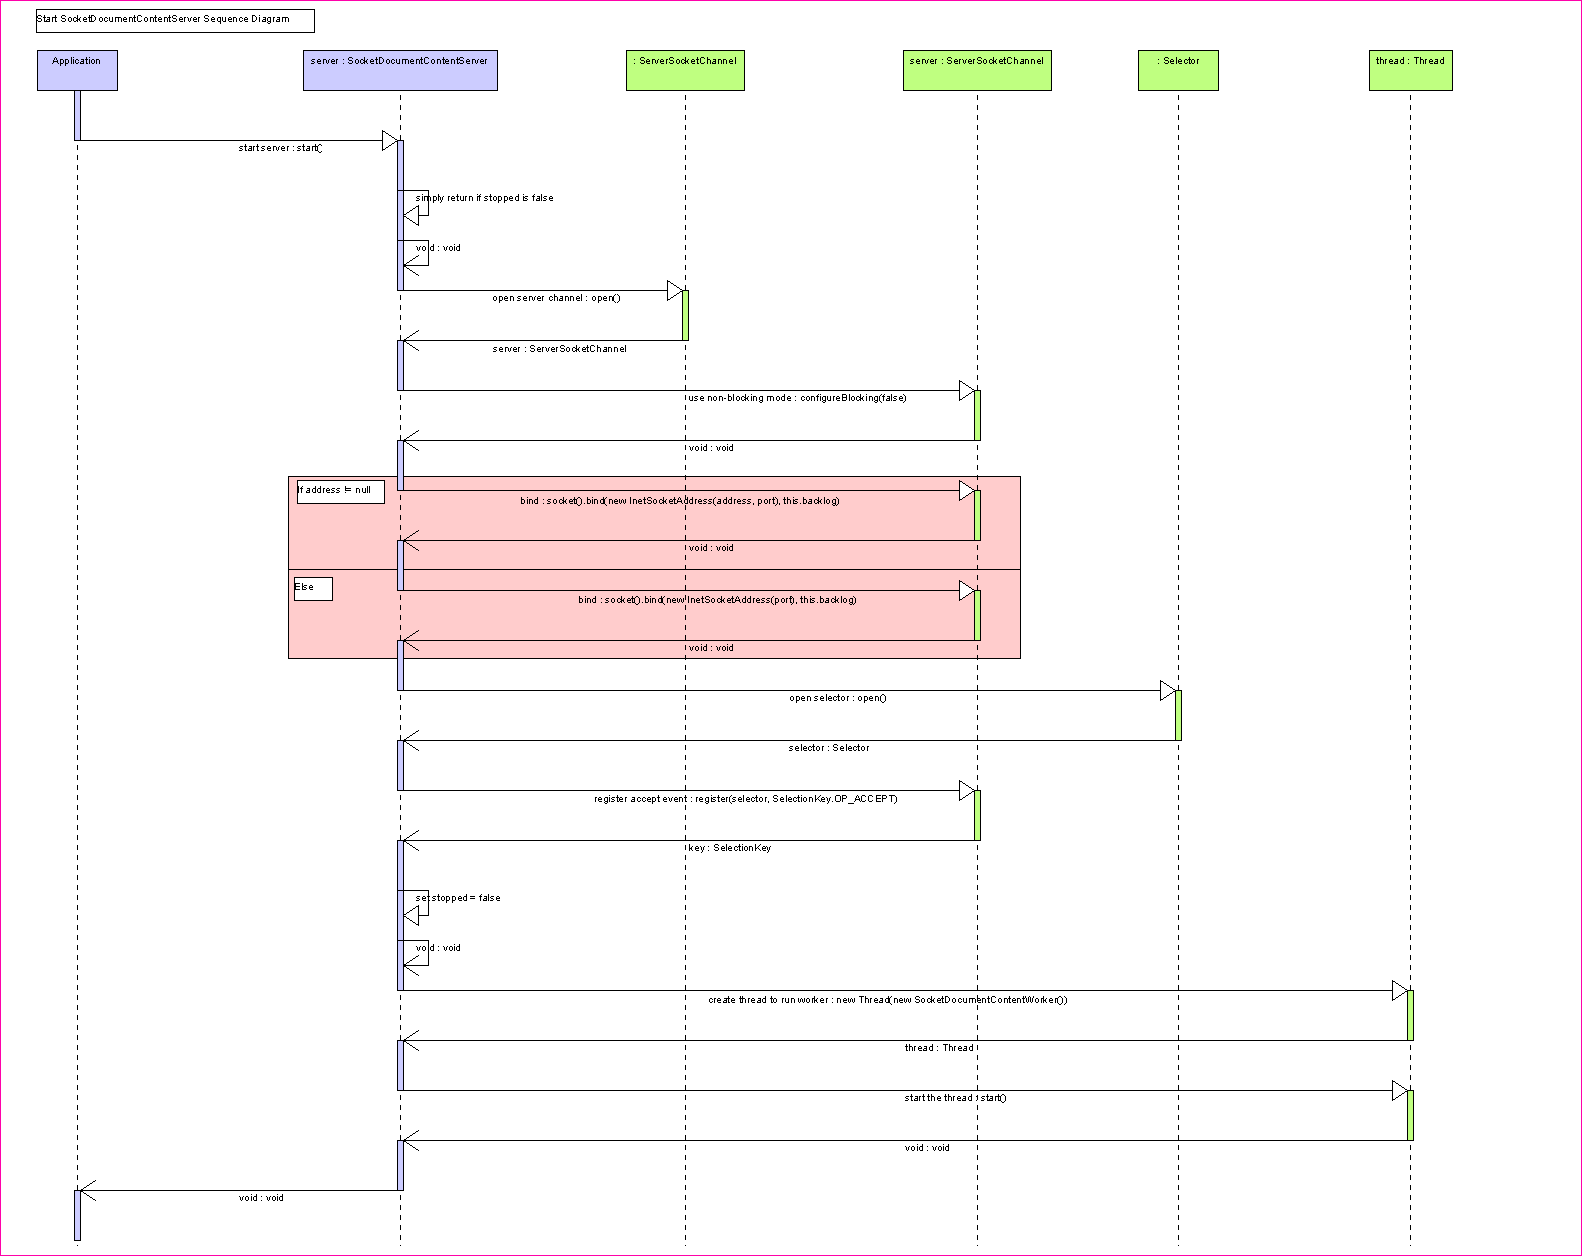 Start SocketDocumentContentServer Sequence Diagram
Application
server : SocketDocumentContentServer
: ServerSocketChannel
server : ServerSocketChannel
: Selector
thread : Thread
start server : start()
simply return if stopped is false
void : void
open server channel : open()
server : ServerSocketChannel
use non-blocking mode : configureBlocking(false)
void : void
If address != null
bind : socket().bind(new InetSocketAddress(address, port), this.backlog)
void : void
Else
bind : socket().bind(new InetSocketAddress(port), this.backlog)
void : void
open selector : open()
selector : Selector
register accept event : register(selector, SelectionKey.OP_ACCEPT)
key : SelectionKey
set stopped = false
void : void
create thread to run worker : new Thread(new SocketDocumentContentWorker())
thread : Thread
start the thread : start()
void : void
void : void